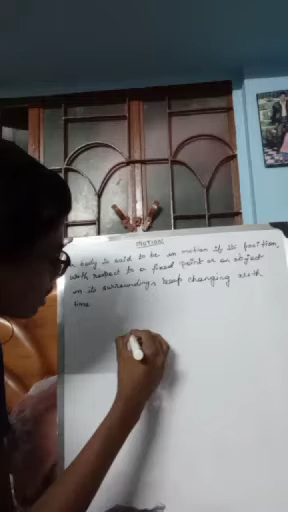 MOTION
A body is said to be in motion if its position,
with respect to a fixed point or an object
in its surroundings keep changing with
time